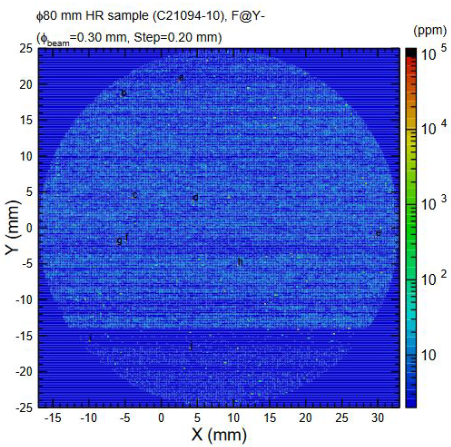 ϕ80 mm HR sample (C21094-10), F@Y-
(ϕbeam=0.30 mm, Step=0.20 mm)
(ppm)
25
20
15
10
5
0
-5
-10
-15
-20
-25
Y (mm)
a
b
c
d
e
f
g
h
i
-15 -10 -5 0 5 10 15 20 25 30
X (mm)
10^5
10^4
10^3
10^2
10